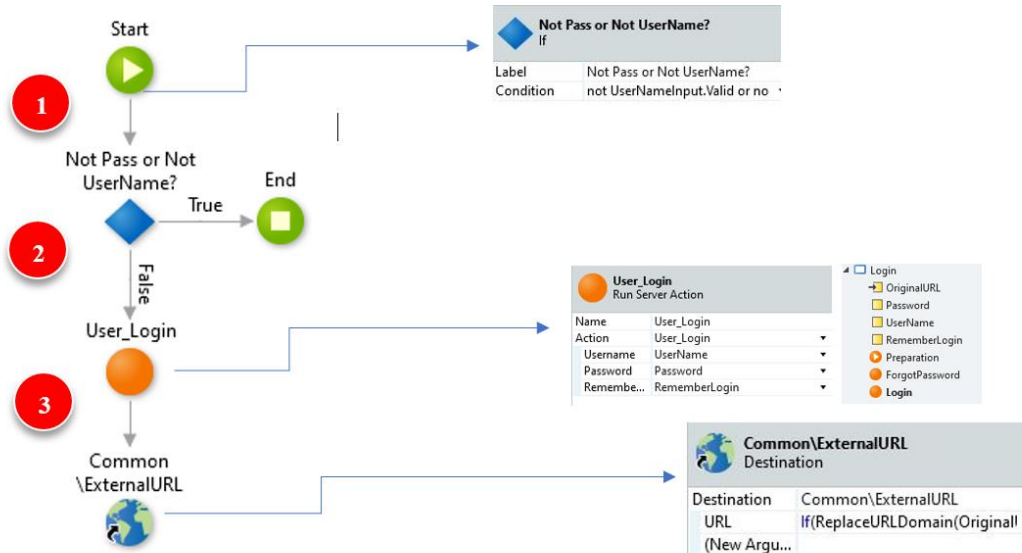 Start
1
Not Pass or Not
UserName?
True
End
2
False
User_Login
3
Common
\ExternalURL
Not Pass or Not UserName?
If
Label Not Pass or Not UserName?
Condition not UserNameInput.Valid or no
User_Login
Run Server Action
Name User_Login
Action User_Login
Username UserName
Password Password
Remembe... RememberLogin
Login
OriginalURL
Password
UserName
RememberLogin
Preparation
ForgotPassword
Login
Common\ExternalURL
Destination
Destination Common\ExternalURL
URL If(ReplaceURLDomain(Original
(New Argu...